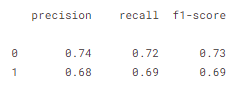 precision recall f1-score
0 0.74 0.72 0.73
1 0.68 0.69 0.69